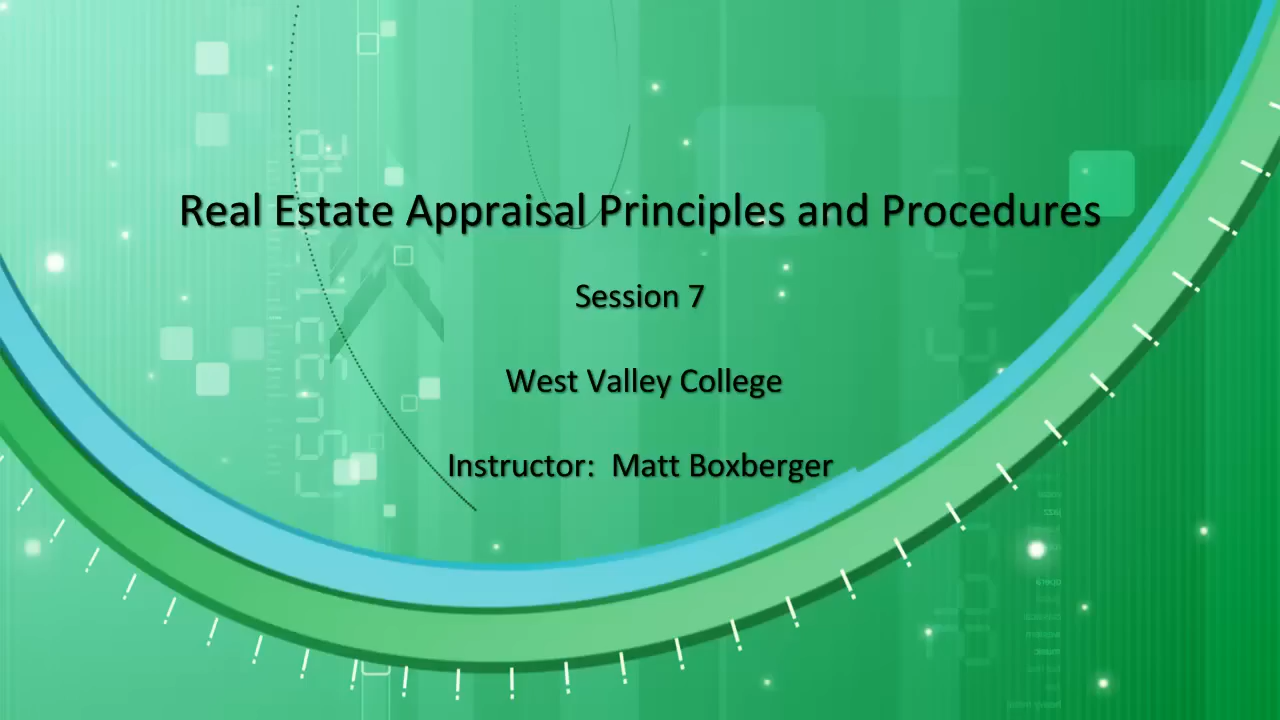 Real Estate Appraisal Principles and Procedures
Session 7
West Valley College
Instructor:  Matt Boxberger